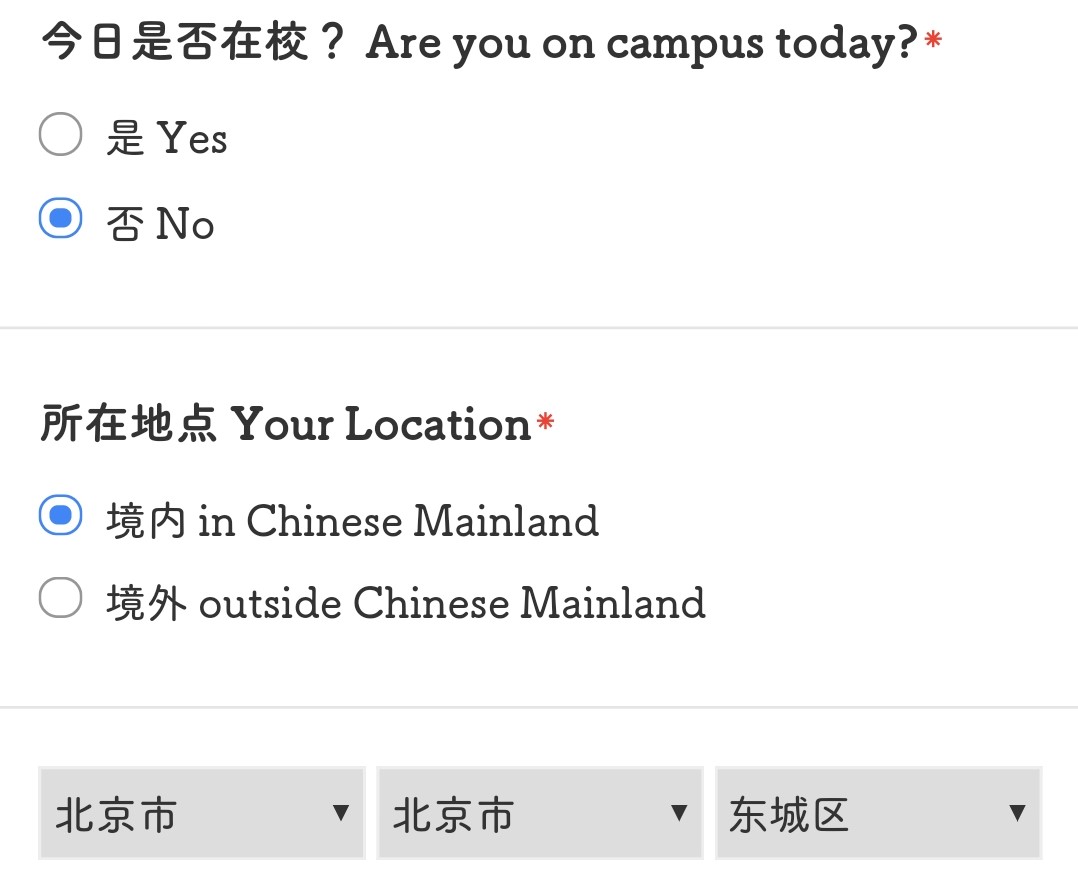 今日是否在校？ Are you on campus today?*
是 Yes
否 No
所在地点 Your Location*
境内 in Chinese Mainland
境外 outside Chinese Mainland
北京市 北京市 东城区